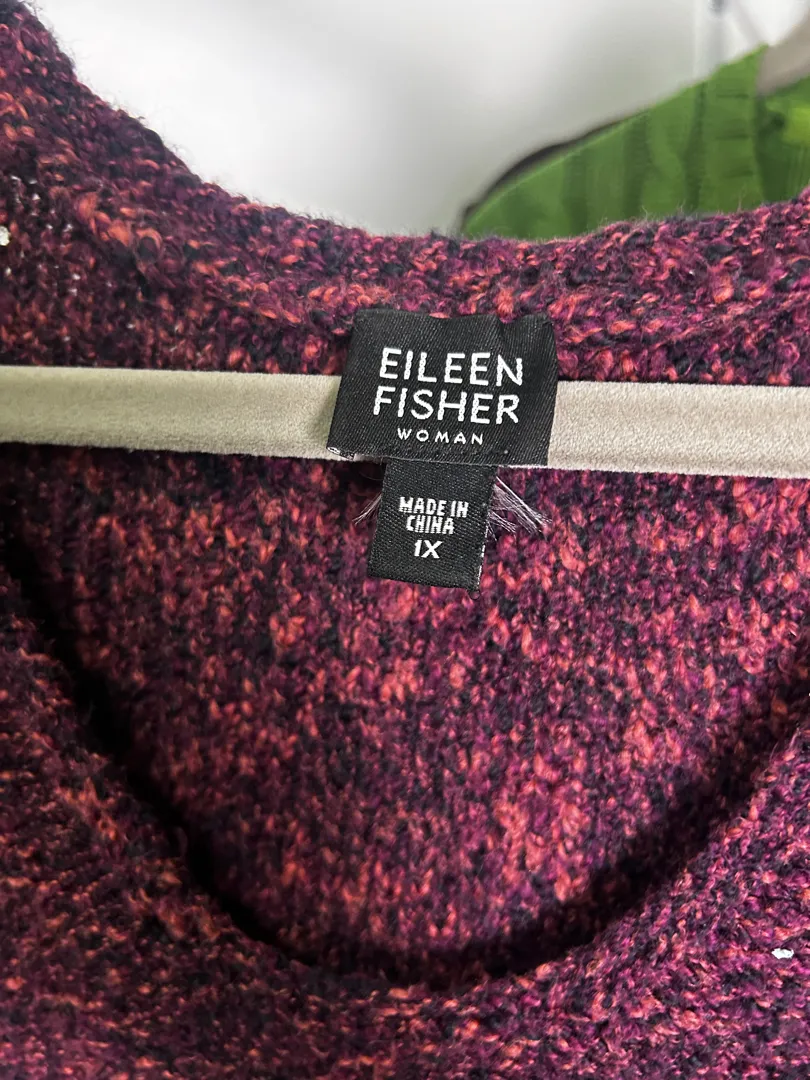 EILEEN
FISHER
WOMAN
MADE IN
CHINA
1X